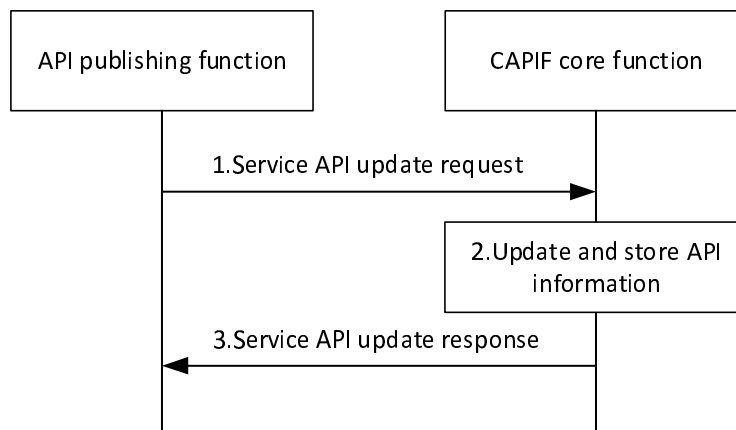 API publishing function
CAPIF core function
1.Service API update request
2.Update and store API
information
3.Service API update response